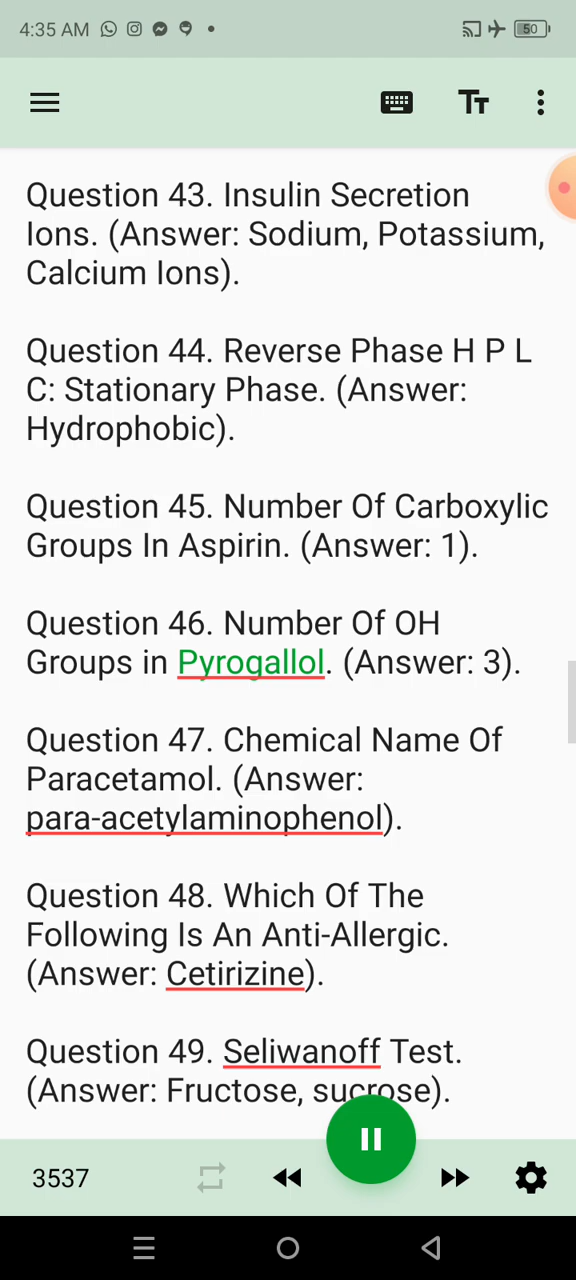 4:35 AM
50
Question 43. Insulin Secretion
Ions. (Answer: Sodium, Potassium,
Calcium Ions).
Question 44. Reverse Phase H P L
C: Stationary Phase. (Answer:
Hydrophobic).
Question 45. Number Of Carboxylic
Groups In Aspirin. (Answer: 1).
Question 46. Number Of OH
Groups in Pyrogallol. (Answer: 3).
Question 47. Chemical Name Of
Paracetamol. (Answer:
para-acetylaminophenol).
Question 48. Which Of The
Following Is An Anti-Allergic.
(Answer: Cetirizine).
Question 49. Seliwanoff Test.
(Answer: Fructose, sucrose).
3537